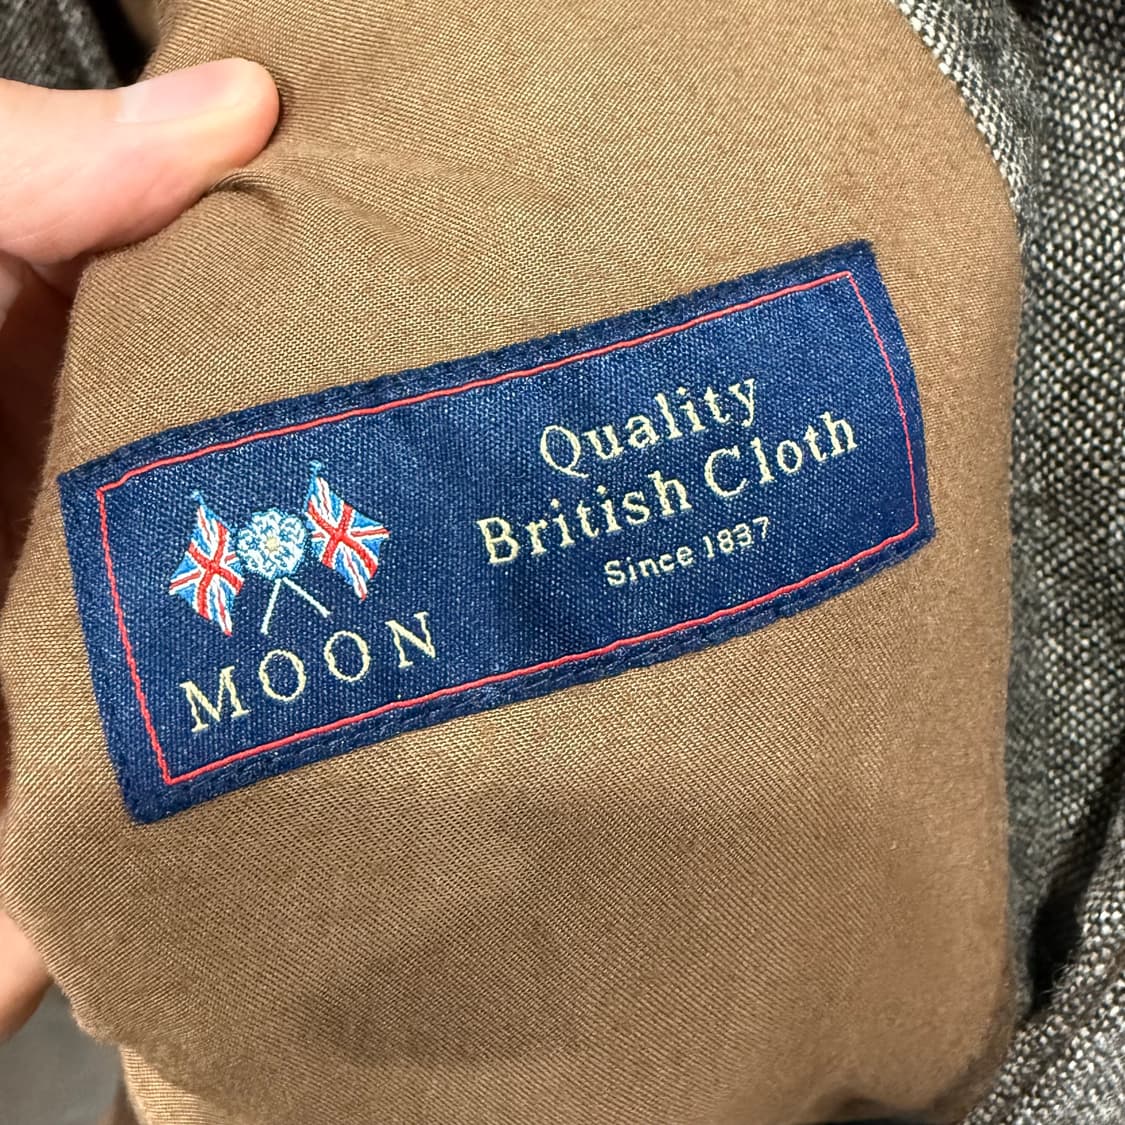 MOON
Quality
British Cloth
Since 1837